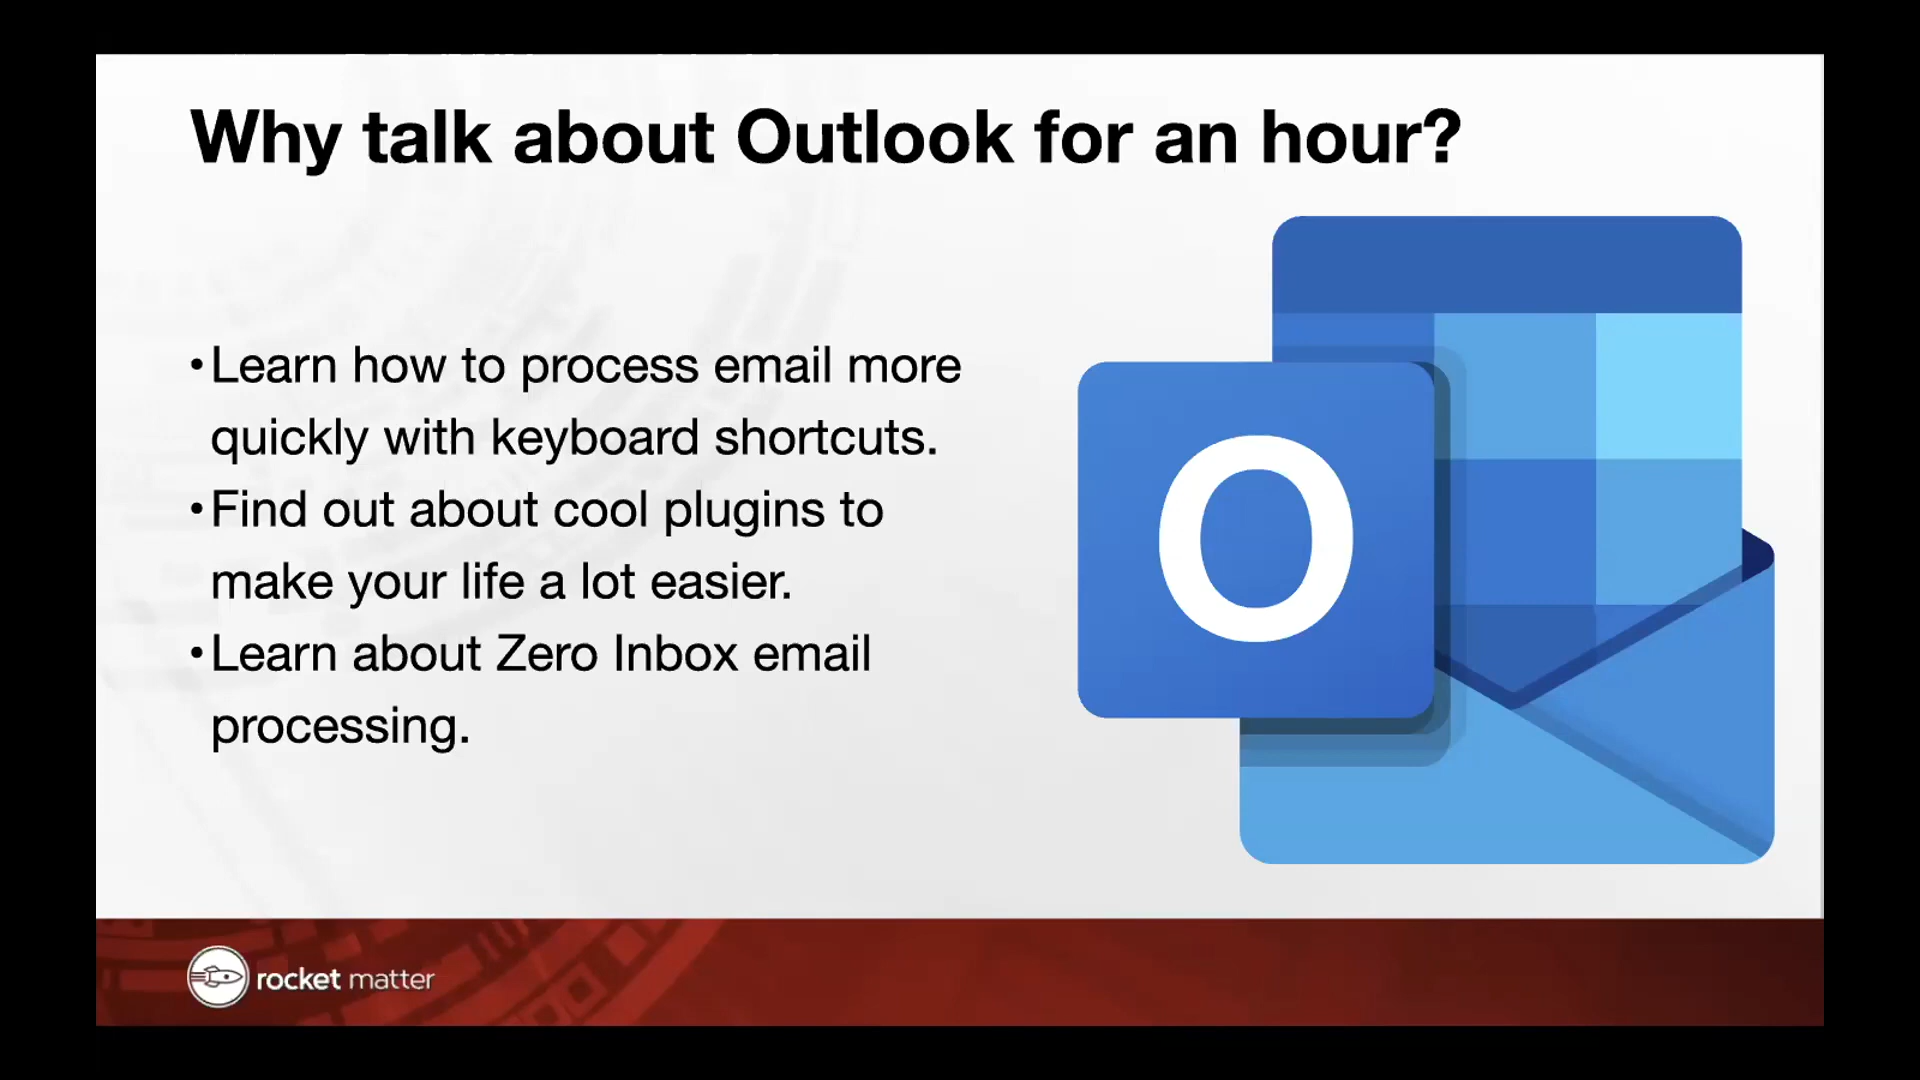 Why talk about Outlook for an hour?
•Learn how to process email more
quickly with keyboard shortcuts.
•Find out about cool plugins to
make your life a lot easier.
•Learn about Zero Inbox email
processing.
O
rocket matter